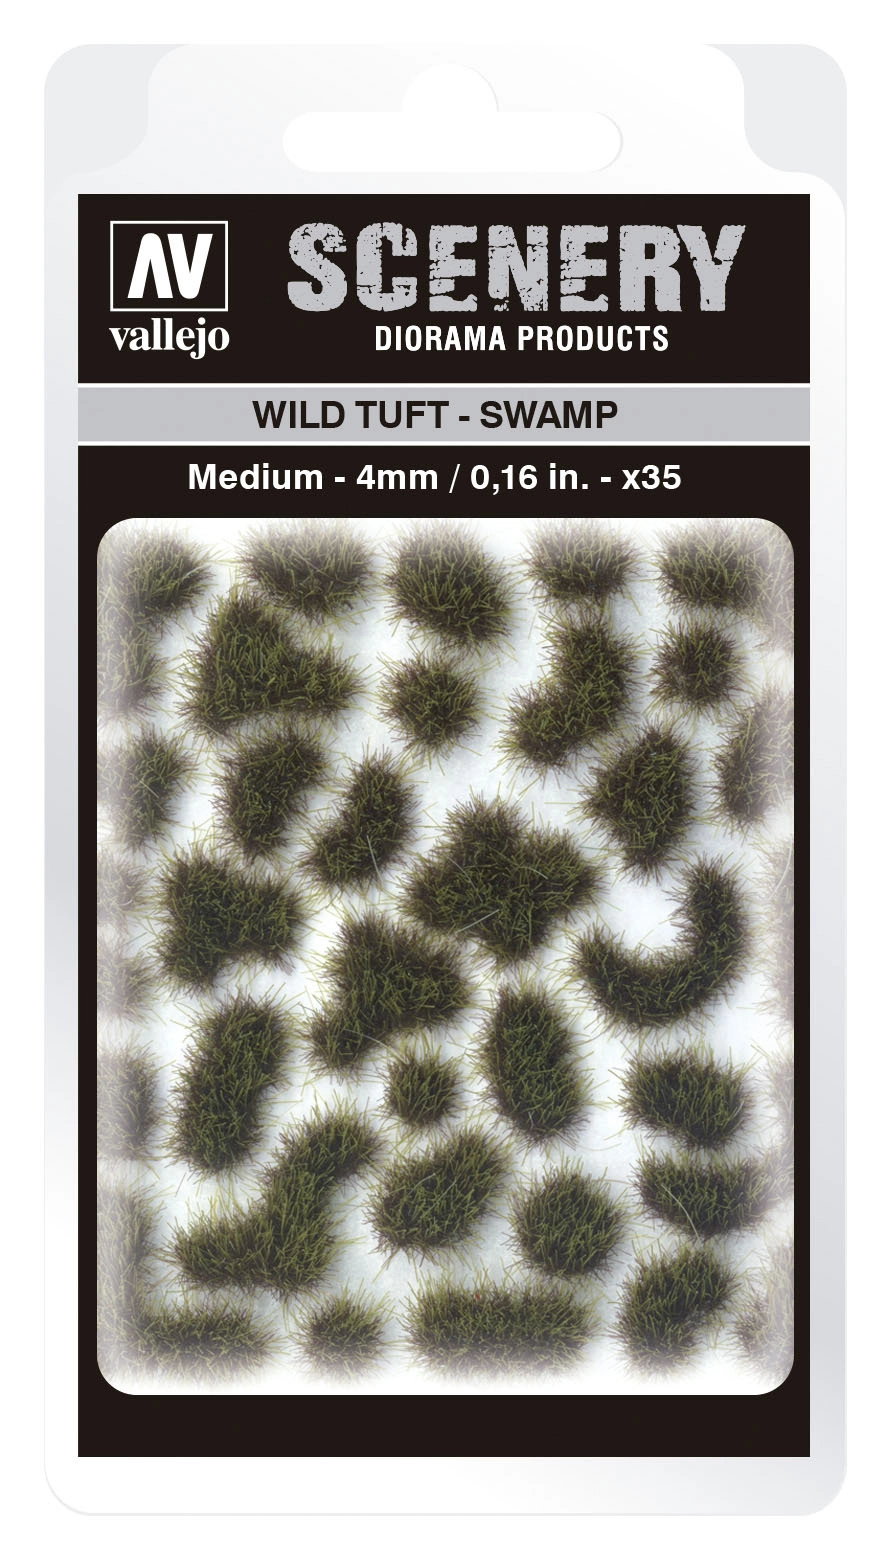 AV
vallejo
SCENERY
DIORAMA PRODUCTS
WILD TUFT - SWAMP
Medium - 4mm / 0,16 in. - x35